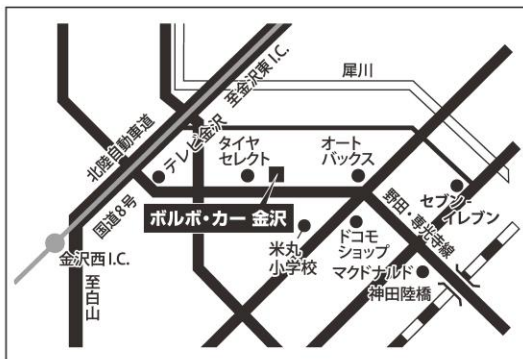 犀川
至金沢東I.C.
北陸自動車道
テレビ金沢
タイヤ
セレクト
オート
バックス
国道8号
ボルボ・カー 金沢
野田・専光寺線
セブン-
イレブン
金沢西I.C.
米丸
小学校
ドコモ
ショップ
マクドナルド
神田陸橋
至白山